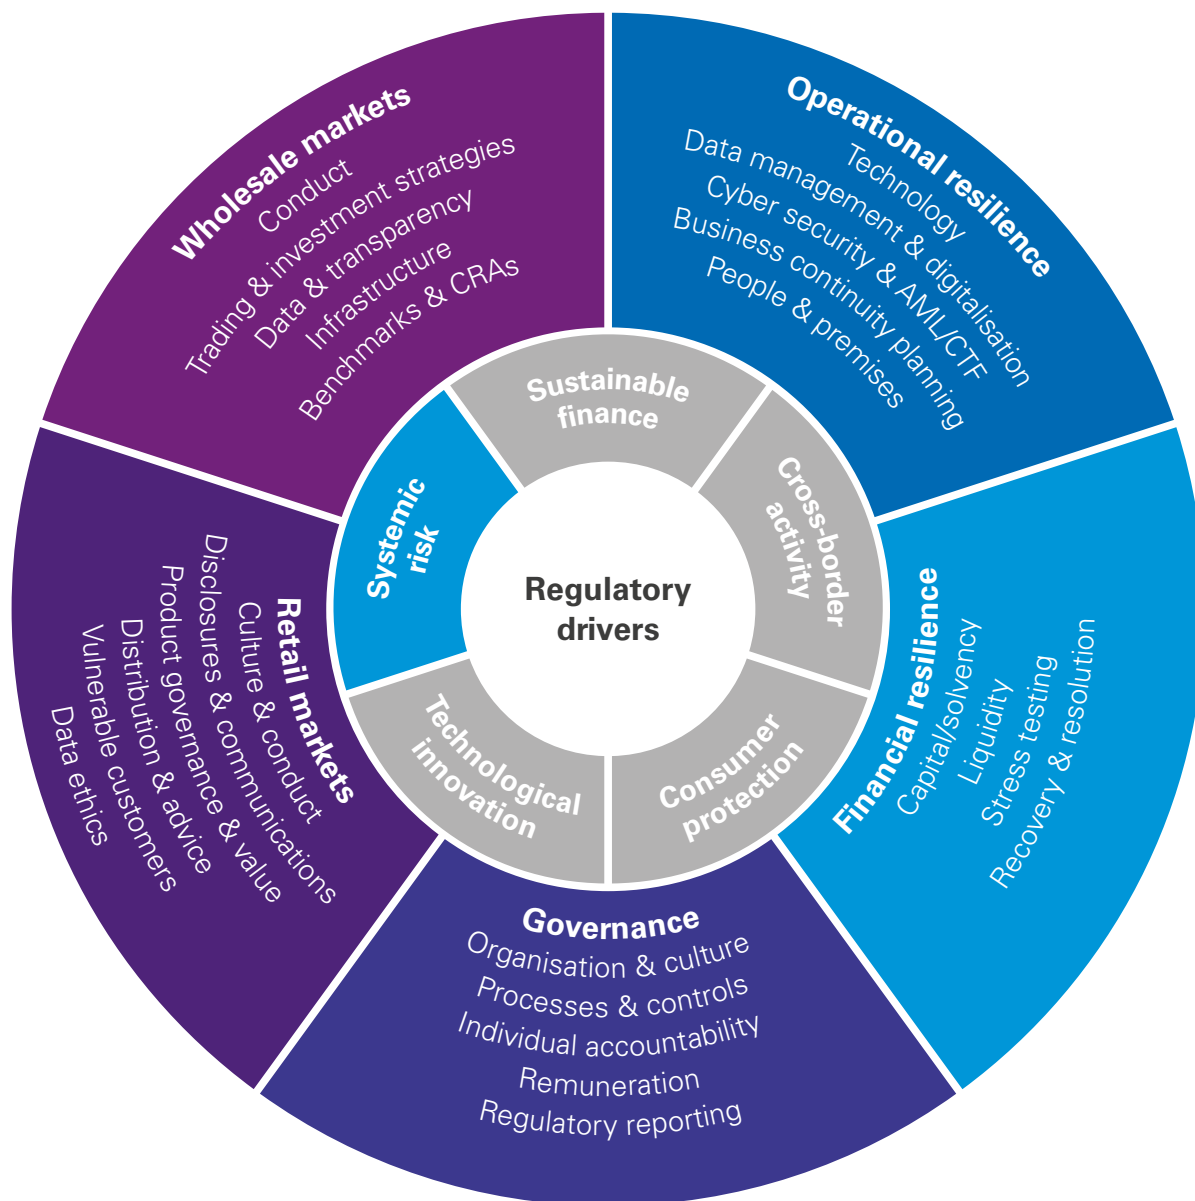 Wholesale markets
Conduct
Trading & investment strategies
Data & transparency
Infrastructure
Benchmarks & CRAs
Operational resilience
Technology
Data management & digitalisation
Cyber security & AML/CTF
Business continuity planning
People & premises
Financial resilience
Capital/solvency
Liquidity
Stress testing
Recovery & resolution
Governance
Organisation & culture
Processes & controls
Individual accountability
Remuneration
Regulatory reporting
Retail markets
Culture & conduct
Disclosures & communications
Product governance & value
Distribution & advice
Vulnerable customers
Data ethics
Sustainable
finance
Cross-border
activity
Consumer
protection
Technological
innovation
Systemic
risk
Regulatory
drivers